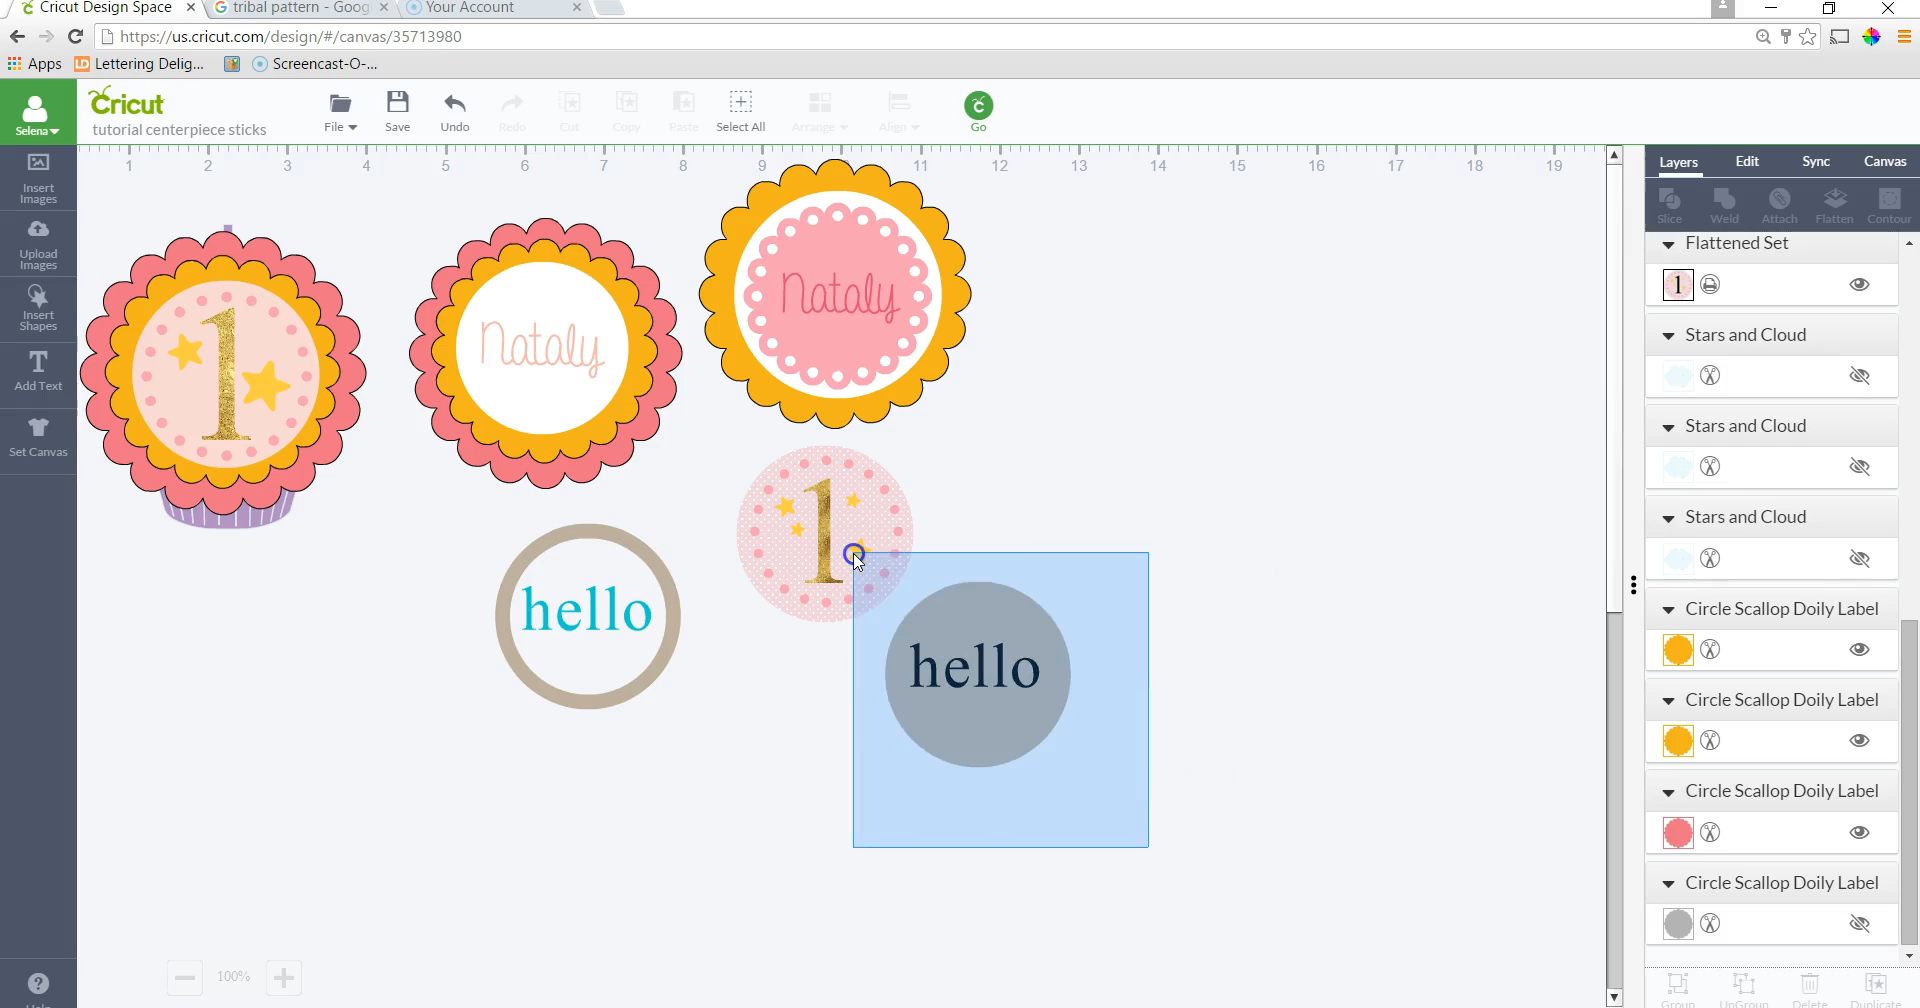 Cricut Design Space
tribal pattern - Goog
Your Account
https://us.cricut.com/design/#/canvas/35713980
Apps
Lettering Delig...
Screencast-O-...
Selena
Cricut
tutorial centerpiece sticks
File
Save
Undo
Redo
Cut
Copy
Paste
Select All
Arrange
Align
Go
1 2 3 4 5 6 7 8 9 11 12 13 14 15 16 17 18 19
Insert
Images
Upload
Images
Insert
Shapes
Add Text
Set Canvas
1
Nataly
Nataly
1
hello
hello
100%
Layers
Edit
Sync
Canvas
Slice
Weld
Attach
Flatten
Contour
Flattened Set
1
Stars and Cloud
Stars and Cloud
Stars and Cloud
Circle Scallop Doily Label
Circle Scallop Doily Label
Circle Scallop Doily Label
Circle Scallop Doily Label
Group
UnGroup
Delete
Duplicate
Help